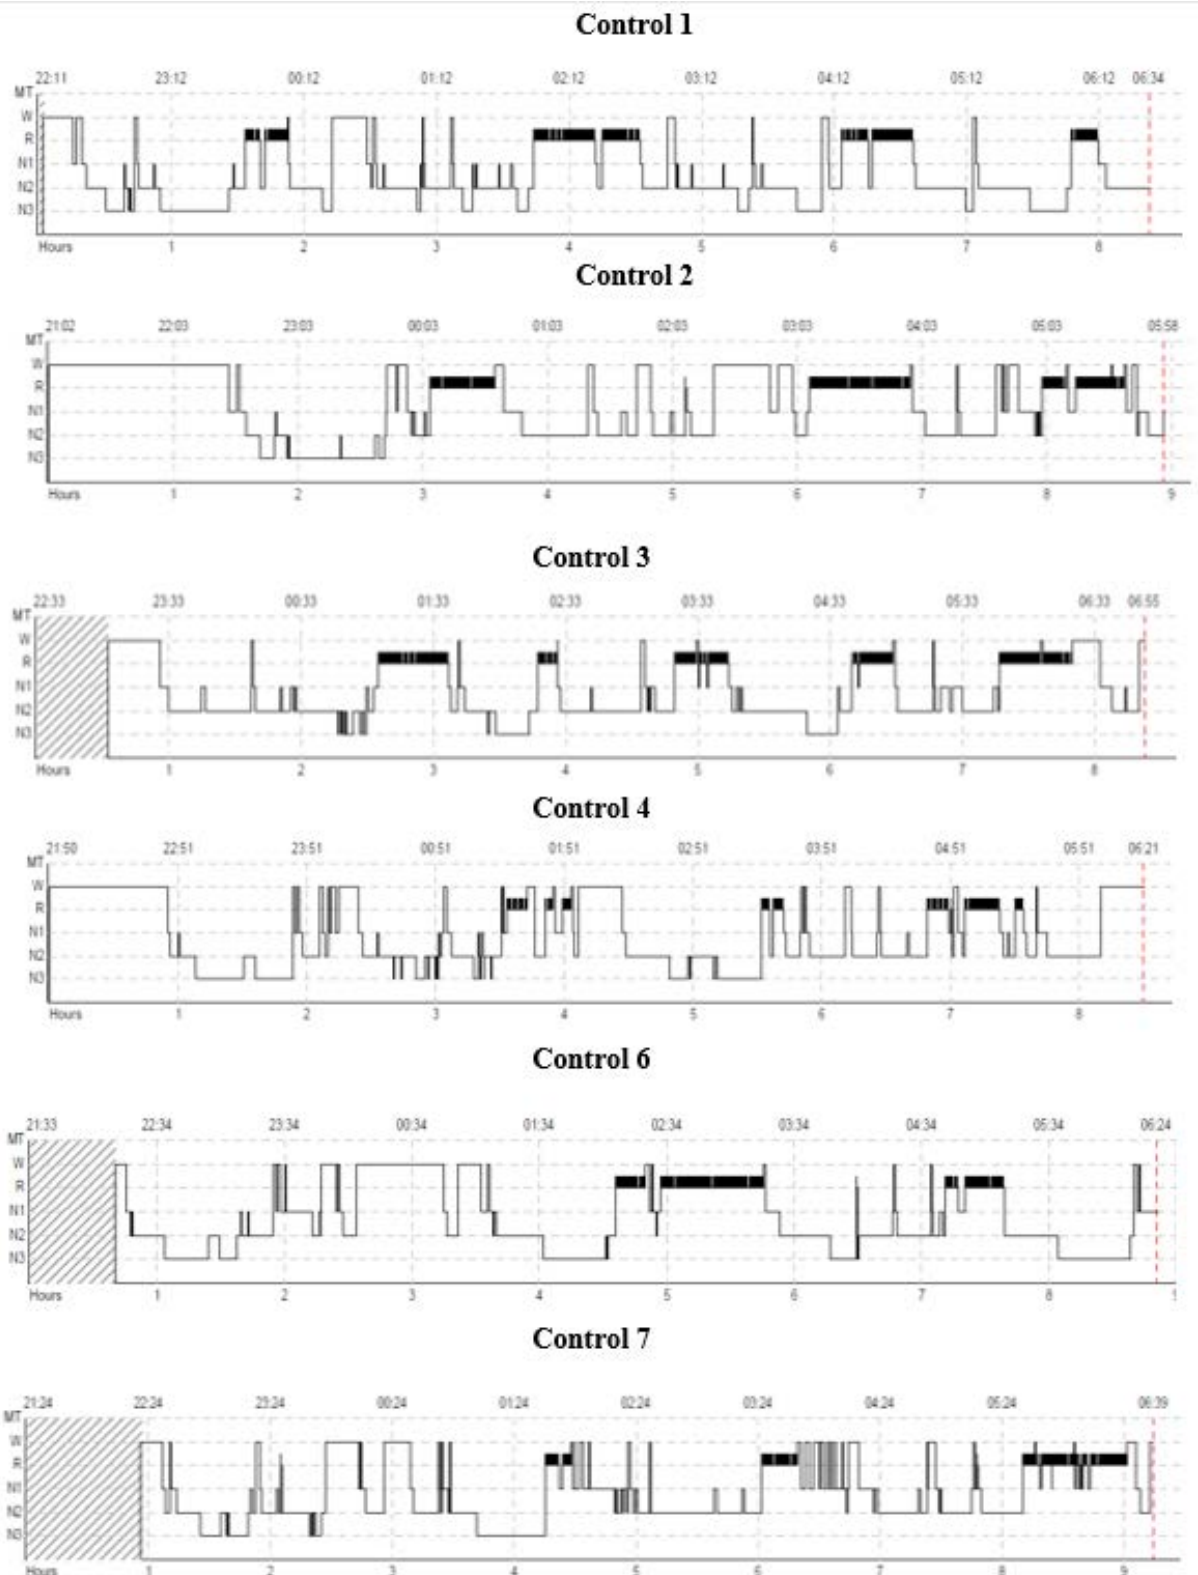 Control 1
22:11 23:12 00:12 01:12 02:12 03:12 04:12 05:12 06:12 06:34
MT
W
R
N1
N2
N3
Hours 1 2 3 4 5 6 7 8
Control 2
21:02 22:03 23:03 00:03 01:03 02:03 03:03 04:03 05:03 05:58
MT
W
R
N1
N2
N3
Hours 1 2 3 4 5 6 7 8 9
Control 3
22:33 23:33 00:33 01:33 02:33 03:33 04:33 05:33 06:33 06:55
MT
W
R
N1
N2
N3
Hours 1 2 3 4 5 6 7 8
Control 4
21:50 22:51 23:51 00:51 01:51 02:51 03:51 04:51 05:51 06:21
MT
W
R
N1
N2
N3
Hours 1 2 3 4 5 6 7 8
Control 6
21:33 22:34 23:34 00:34 01:34 02:34 03:34 04:34 05:34 06:24
MT
W
R
N1
N2
N3
Hours 1 2 3 4 5 6 7 8 1
Control 7
21:24 22:24 23:24 00:24 01:24 02:24 03:24 04:24 05:24 06:39
MT
W
R
N1
N2
N3
Hours 1 2 3 4 5 6 7 8 9